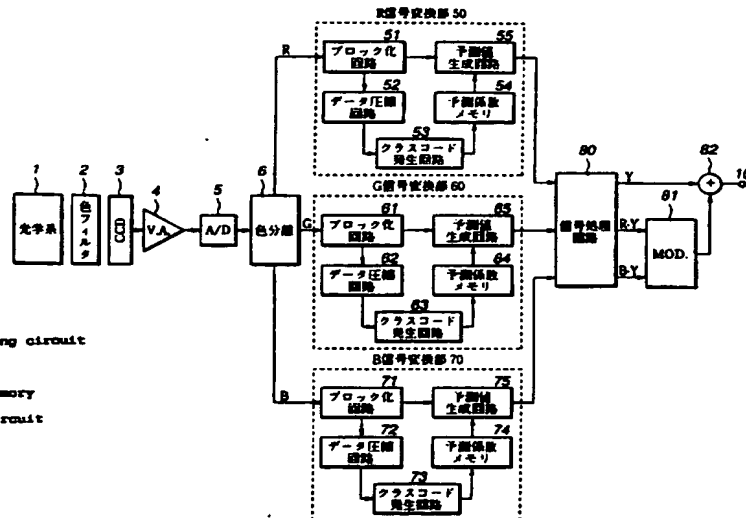 R信号変換部 50
R
51
ブロック化
回路
55
予測値
生成回路
52
データ圧縮
回路
54
予測係数
メモリ
53
クラスコード
発生回路
1
光学系
2
色フィルタ
3
CCD
4
V.A.
5
A/D
6
色分離
G信号変換部 60
G
61
ブロック化
回路
65
予測値
生成回路
62
データ圧縮
回路
64
予測係数
メモリ
63
クラスコード
発生回路
80
信号処理
回路
Y
R-Y
B-Y
81
MOD.
82
+
10
ng circuit
mory
rcuit
B信号変換部 70
B
71
ブロック化
回路
75
予測値
生成回路
72
データ圧縮
回路
74
予測係数
メモリ
73
クラスコード
発生回路